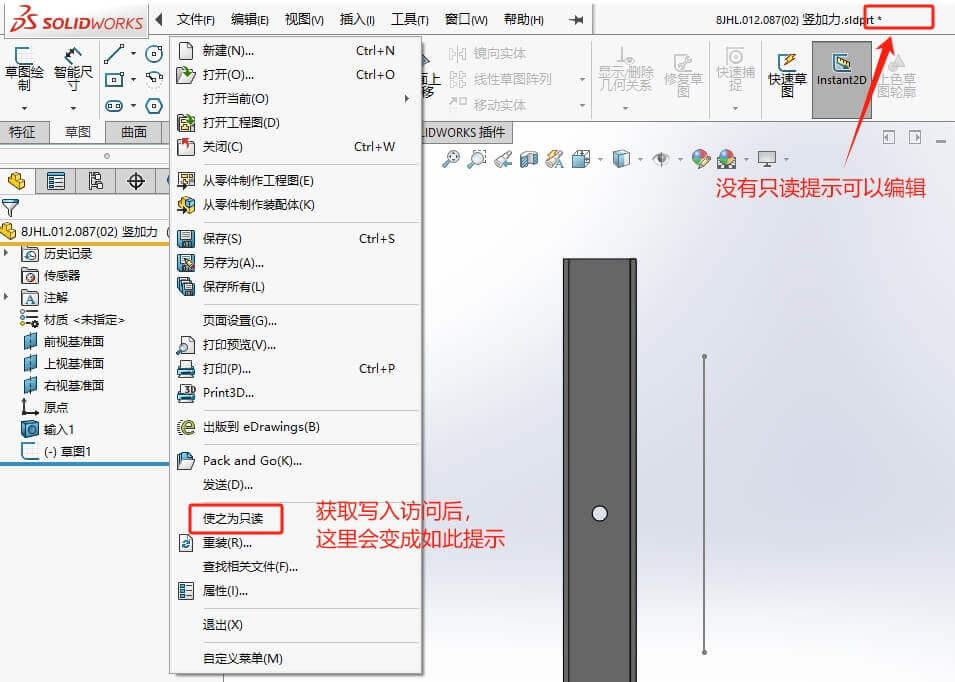 SOLIDWORKS
文件(F) 编辑(E) 视图(V) 插入(I) 工具(T) 窗口(W) 帮助(H)
8JHL.012.087(02) 竖加力.sldprt *
草图绘制
智能尺寸
上移
镜向实体
线性草图阵列
移动实体
显示/删除几何关系
修复草图
快速捕捉
快速草图
Instant2D
上色草图轮廓
特征 草图 曲面
LIDWORKS 插件
新建(N)... Ctrl+N
打开(O)... Ctrl+O
打开当前(O)
打开工程图(D)
关闭(C) Ctrl+W
从零件制作工程图(E)
从零件制作装配体(K)
保存(S) Ctrl+S
另存为(A)...
保存所有(L)
页面设置(G)...
打印预览(V)...
打印(P)... Ctrl+P
Print3D...
出版到 eDrawings(B)
Pack and Go(K)...
发送(D)...
使之为只读
重装(R)...
查找相关文件(F)...
属性(I)...
退出(X)
自定义菜单(M)
8JHL.012.087(02) 竖加力 (
历史记录
传感器
注解
材质 <未指定>
前视基准面
上视基准面
右视基准面
原点
输入1
(-) 草图1
没有只读提示可以编辑
获取写入访问后，
这里会变成如此提示